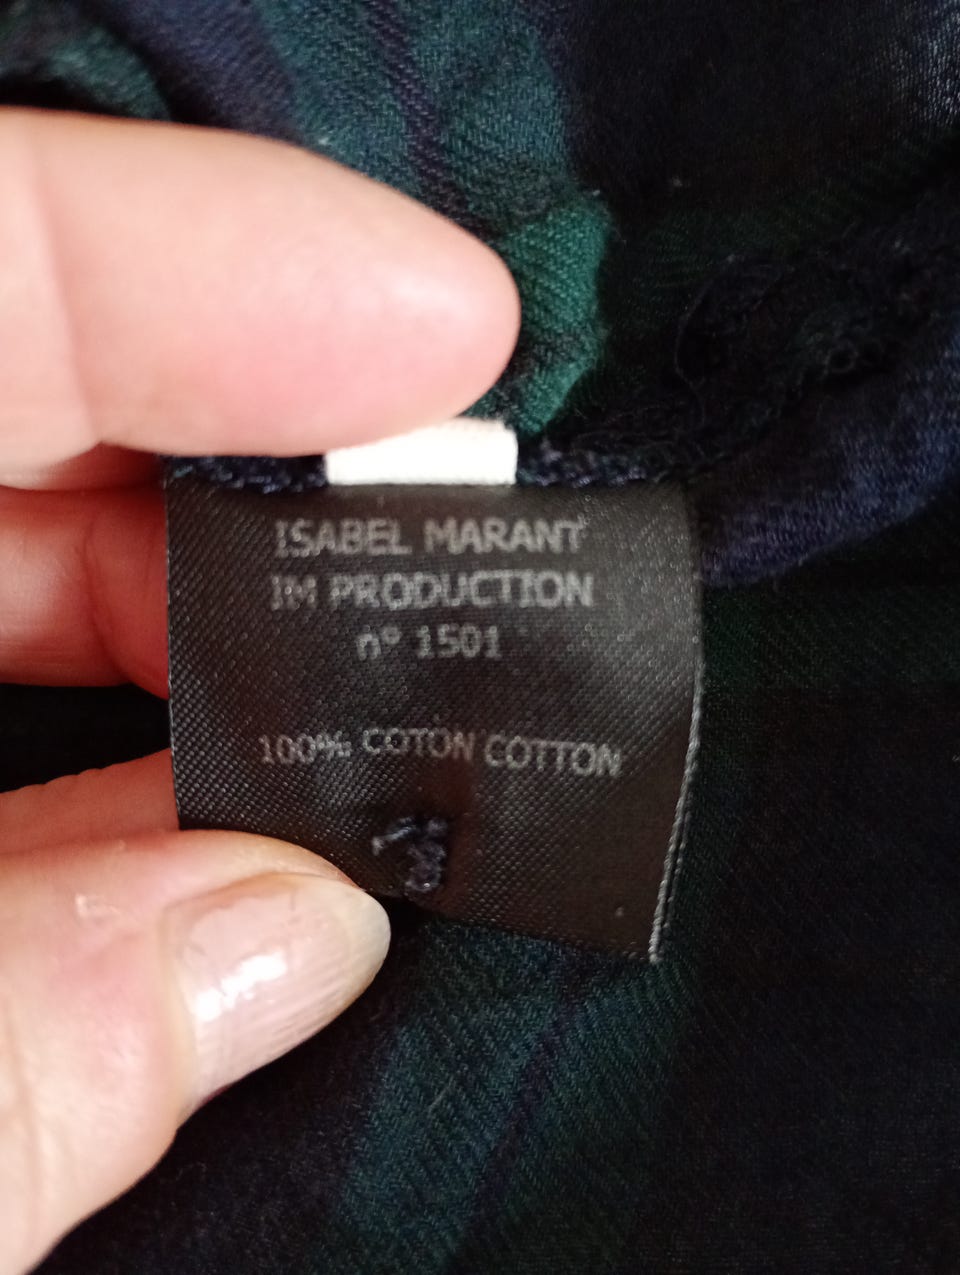 ISABEL MARANT
IM PRODUCTION
n° 1501
100% COTON COTTON